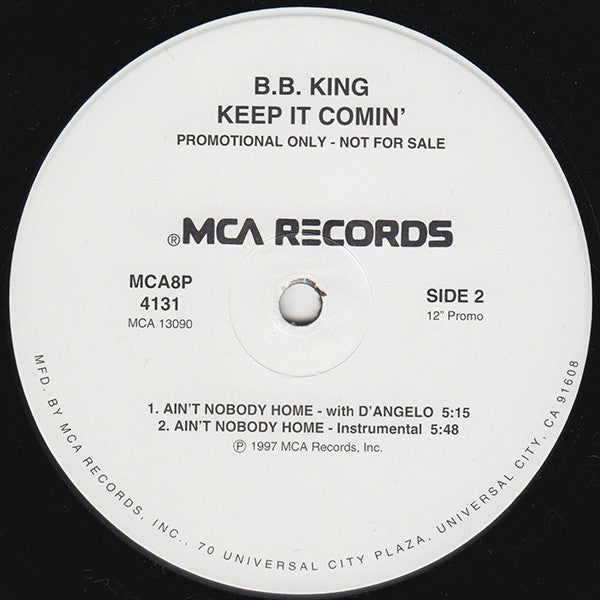 B.B. KING
KEEP IT COMIN'
PROMOTIONAL ONLY - NOT FOR SALE
®MCA RECORDS
MCA8P
4131
MCA 13090
SIDE 2
12" Promo
1. AIN'T NOBODY HOME - with D'ANGELO 5:15
2. AIN'T NOBODY HOME - Instrumental 5:48
℗ 1997 MCA Records, Inc.
MFD. BY MCA RECORDS, INC., 70 UNIVERSAL CITY PLAZA, UNIVERSAL CITY, CA 91608